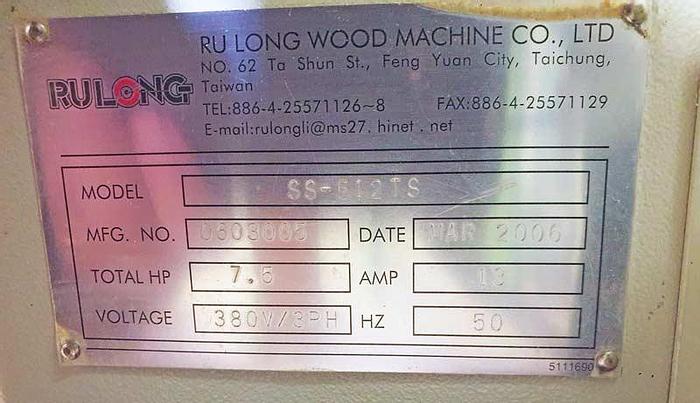 RU LONG WOOD MACHINE CO., LTD
NO. 62 Ta Shun St., Feng Yuan City, Taichung,
Taiwan
RULONG
TEL:886-4-25571126~8 FAX:886-4-25571129
E-mail:rulongli@ms27.hinet.net
MODEL SS-512TS
MFG. NO. 0603005 DATE MAR 2006
TOTAL HP 7.5 AMP 13
VOLTAGE 380V/3PH HZ 50
5111690